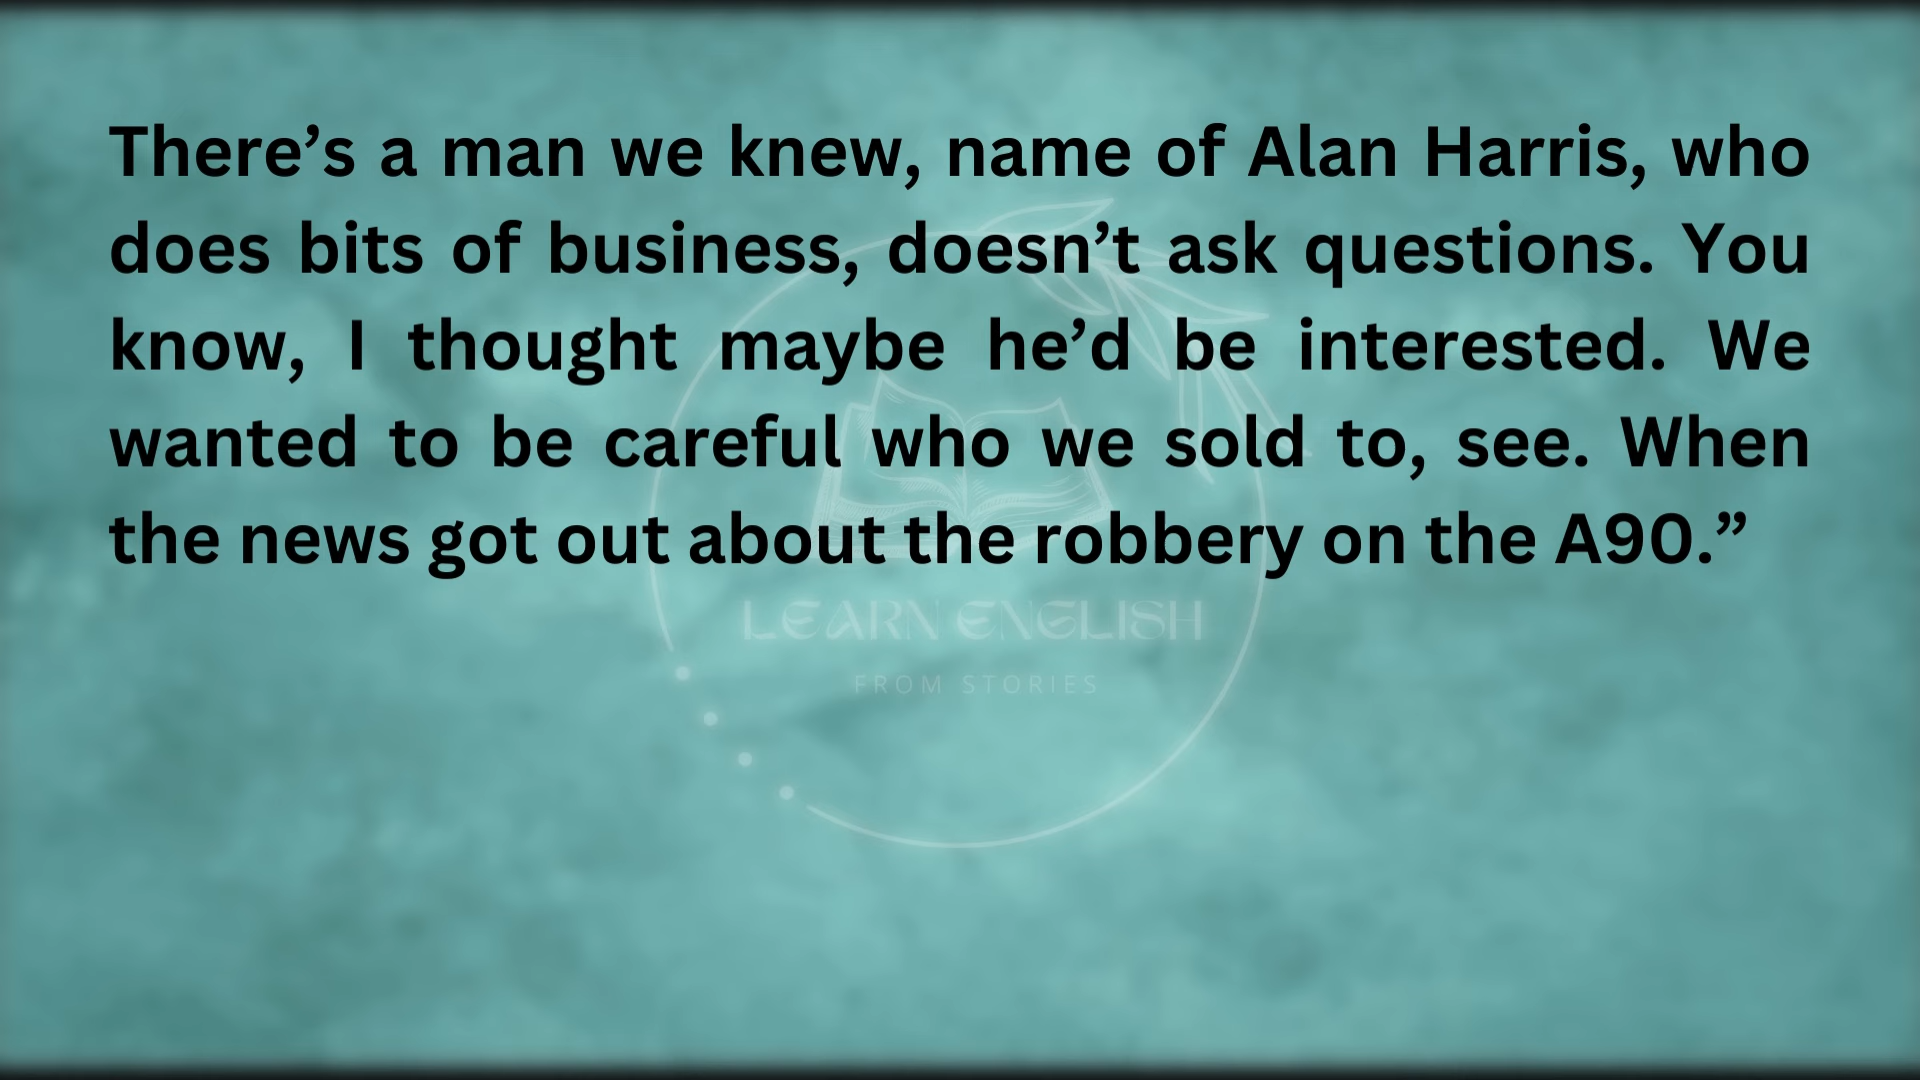 There’s a man we knew, name of Alan Harris, who
does bits of business, doesn’t ask questions. You
know, I thought maybe he’d be interested. We
wanted to be careful who we sold to, see. When
the news got out about the robbery on the A90.”
LEARN ENGLISH
FROM STORIES